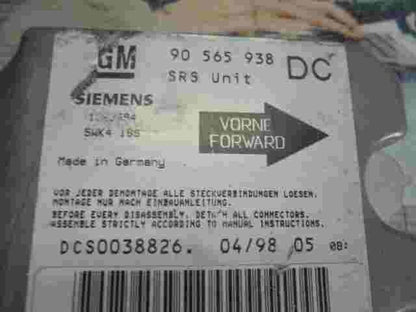 GM 90 565 938 DC
SRS Unit
SIEMENS
5WK4 155
VORNE
FORWARD
Made in Germany
VOR JEDER DEMONTAGE ALLE STECKVERBINDUNGEN LOESEN.
MONTAGE NUR NACH EINBAUANLEITUNG.
BEFORE EVERY DISASSEMBLY, DETACH ALL CONNECTORS.
ASSEMBLE STRICTLY ACCORDING TO MANUAL INSTRUCTIONS.
DCS0038826. 04/98 05